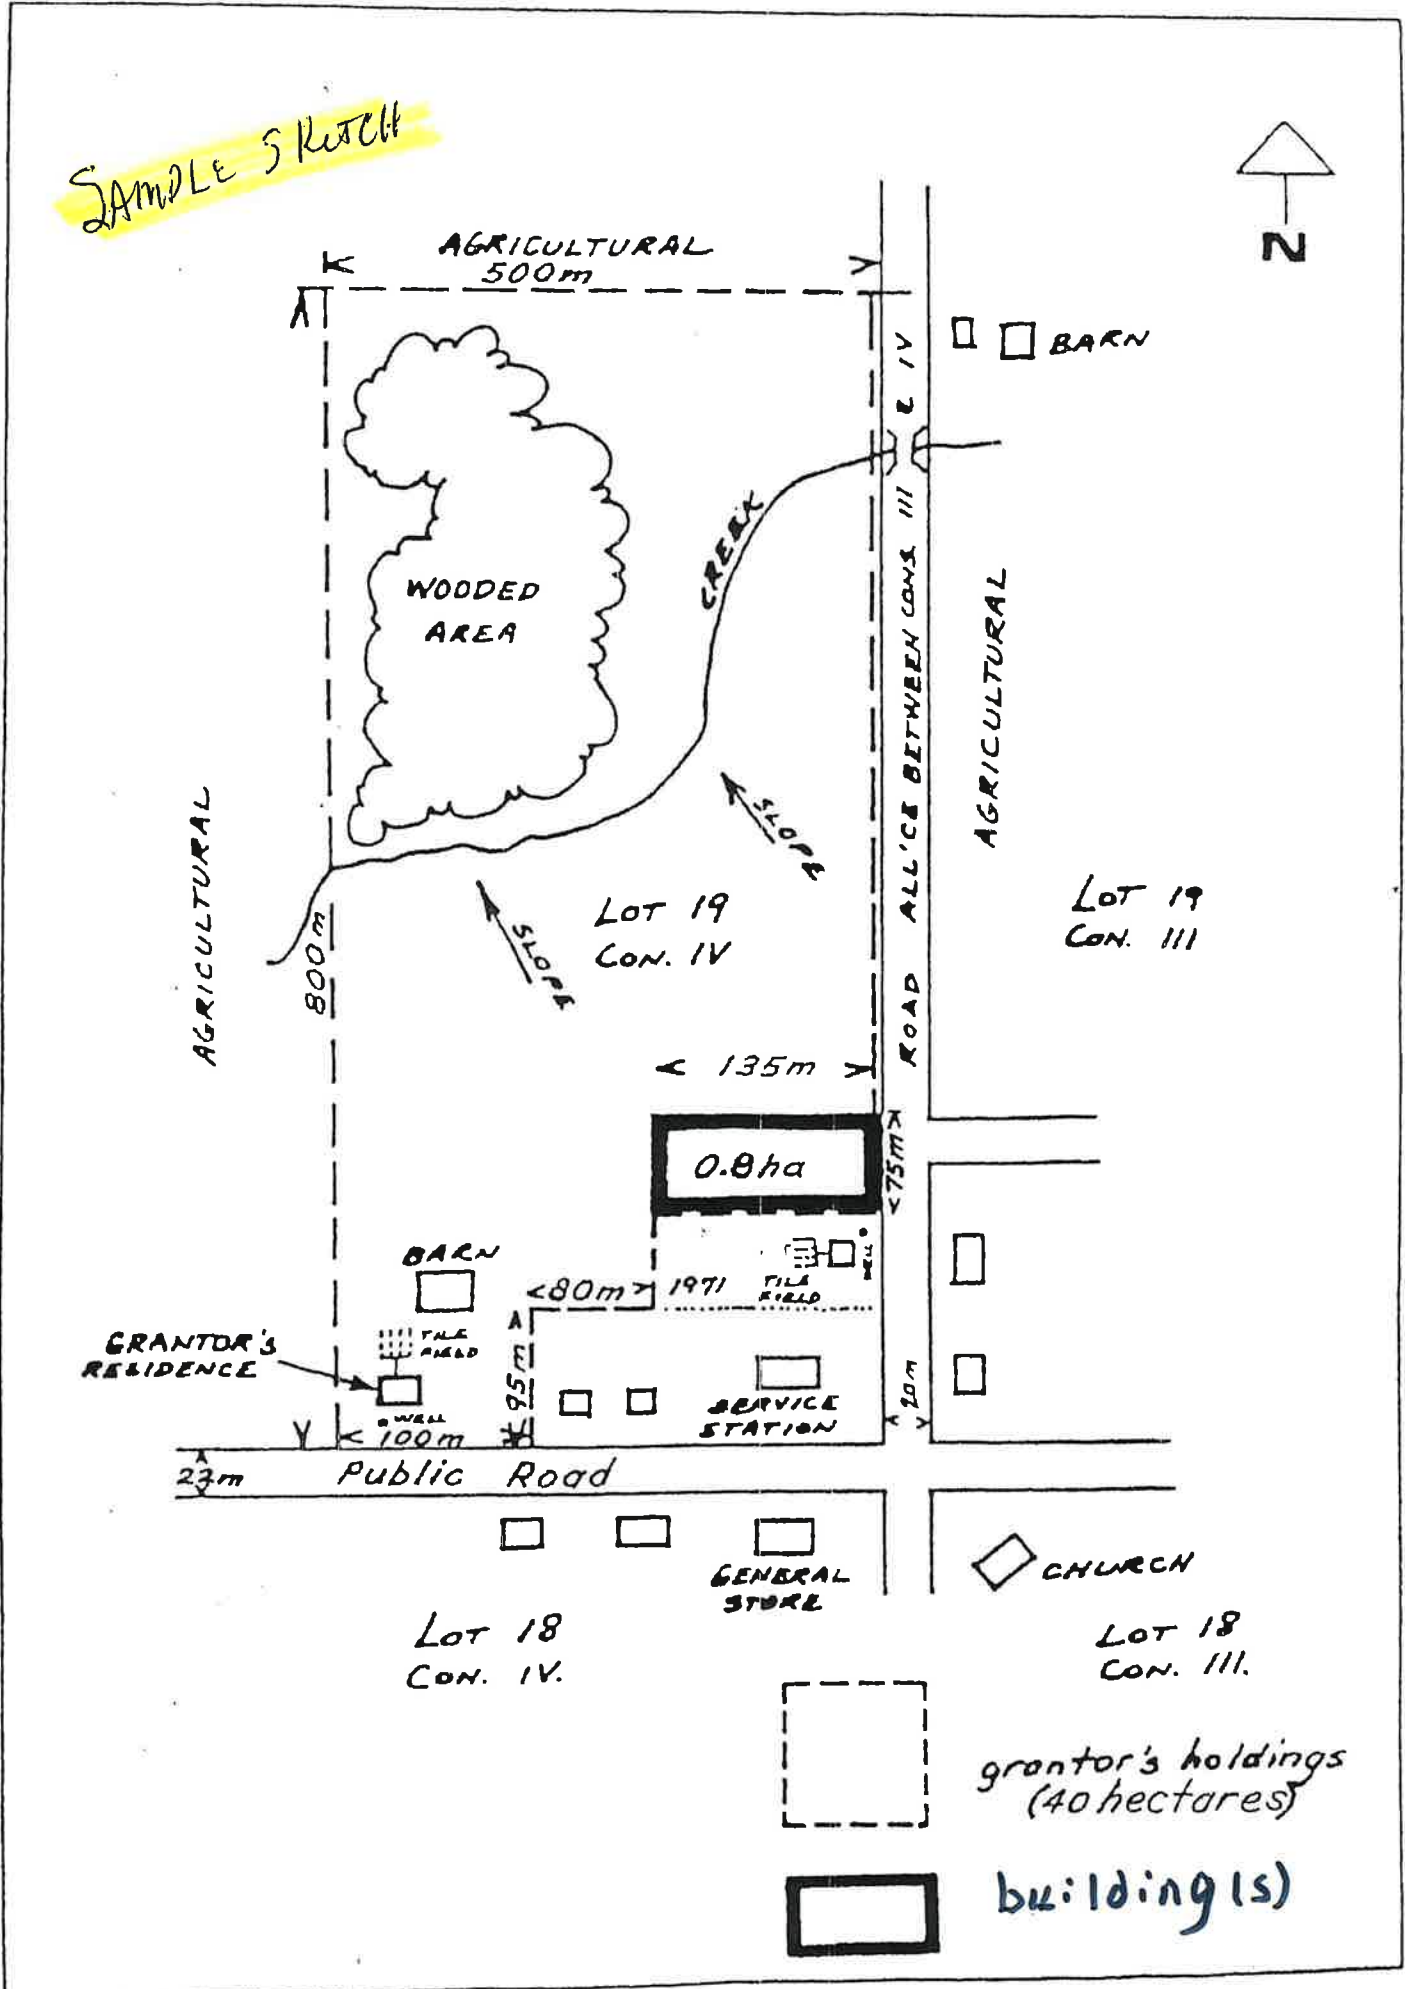 SAMPLE SKETCH
N
AGRICULTURAL
500m
BARN
ROAD ALL'CE BETWEEN CONS III & IV
CREEK
WOODED
AREA
AGRICULTURAL
AGRICULTURAL
SLOPE
SLOPE
800m
LOT 19
CON. IV
LOT 19
CON. III
135m
0.8ha
75m
BARN
80m
1971
TILE
FIELD
WELL
GRANTOR'S
RESIDENCE
TILE
FIELD
WELL
100m
95m
SERVICE
STATION
20m
Public Road
GENERAL
STORE
CHURCH
LOT 18
CON. IV.
LOT 18
CON. III.
grantor's holdings
(40 hectares)
building(s)